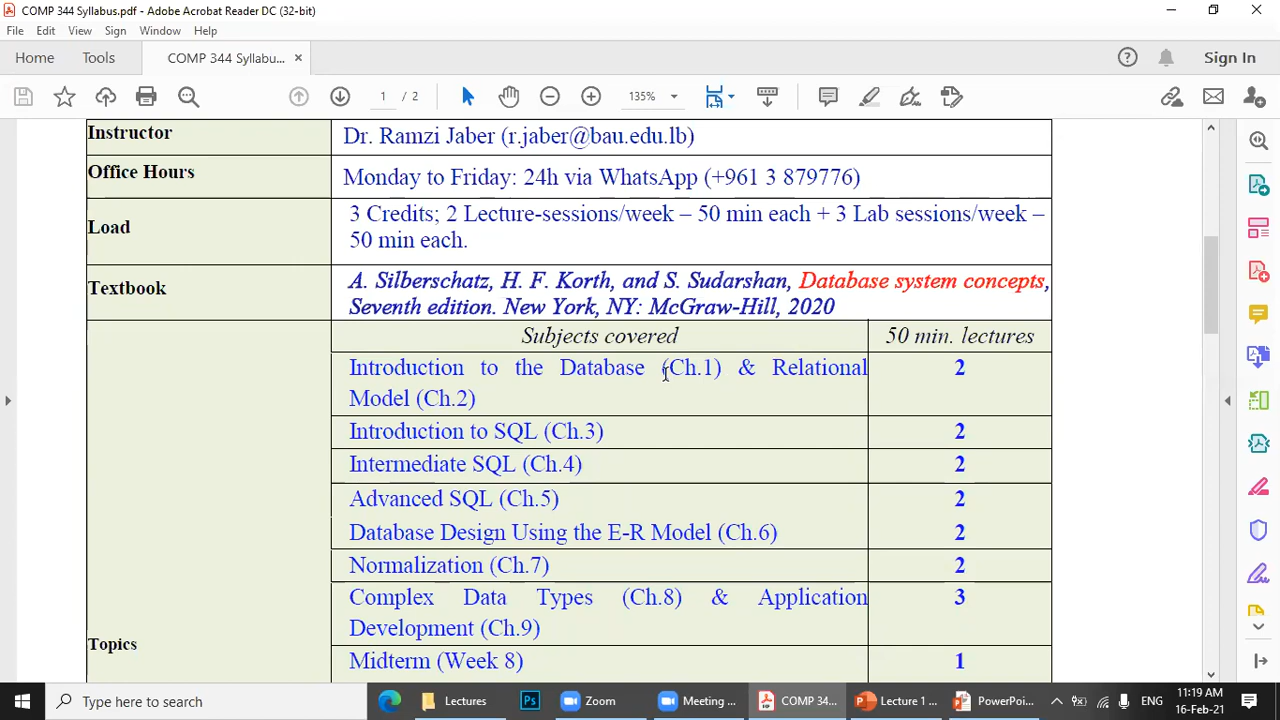 COMP 344 Syllabus.pdf - Adobe Acrobat Reader DC (32-bit)
File Edit View Sign Window Help
Home Tools COMP 344 Syllabu... ×
Sign In
1 / 2
135%
Instructor Dr. Ramzi Jaber (r.jaber@bau.edu.lb)
Office Hours Monday to Friday: 24h via WhatsApp (+961 3 879776)
Load 3 Credits; 2 Lecture-sessions/week – 50 min each + 3 Lab sessions/week –
50 min each.
Textbook A. Silberschatz, H. F. Korth, and S. Sudarshan, Database system concepts,
Seventh edition. New York, NY: McGraw-Hill, 2020
Subjects covered 50 min. lectures
Introduction to the Database (Ch.1) & Relational 2
Model (Ch.2)
Introduction to SQL (Ch.3) 2
Intermediate SQL (Ch.4) 2
Advanced SQL (Ch.5) 2
Database Design Using the E-R Model (Ch.6) 2
Normalization (Ch.7) 2
Complex Data Types (Ch.8) & Application 3
Development (Ch.9)
Topics
Midterm (Week 8) 1
Type here to search
Lectures
Ps
Zoom
Meeting ...
COMP 34...
Lecture 1 ...
PowerPoi...
ENG
11:19 AM
16-Feb-21